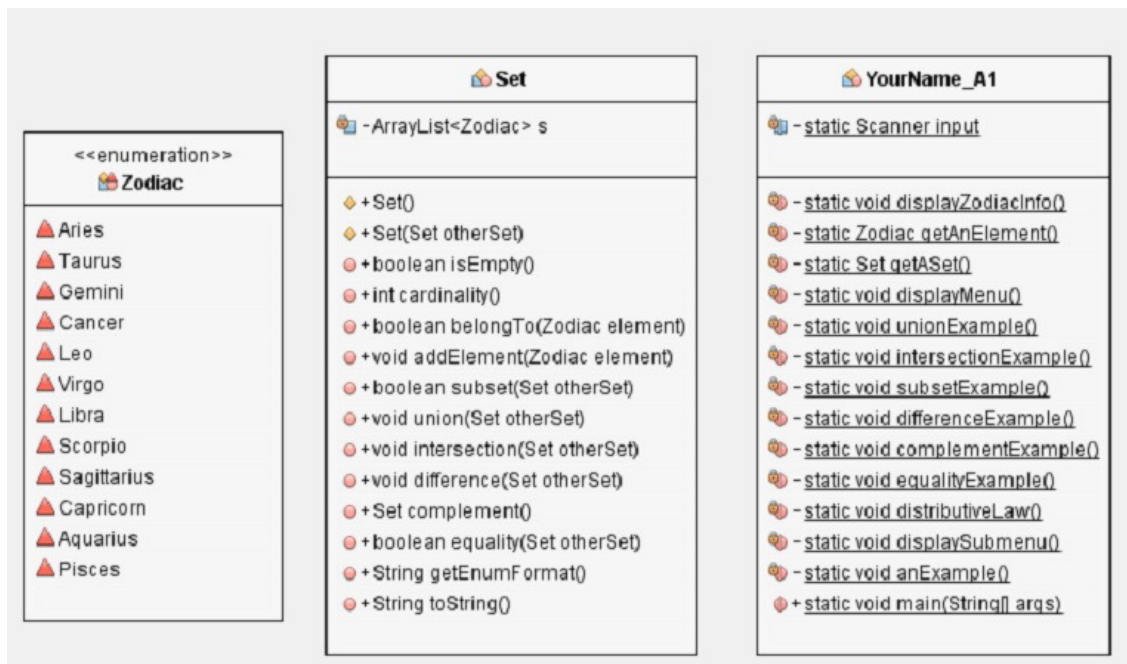 <<enumeration>>
Zodiac
Aries
Taurus
Gemini
Cancer
Leo
Virgo
Libra
Scorpio
Sagittarius
Capricorn
Aquarius
Pisces
Set
-ArrayList<Zodiac> s
+Set()
+Set(Set otherSet)
+boolean isEmpty()
+int cardinality()
+boolean belongTo(Zodiac element)
+void addElement(Zodiac element)
+boolean subset(Set otherSet)
+void union(Set otherSet)
+void intersection(Set otherSet)
+void difference(Set otherSet)
+Set complement()
+boolean equality(Set otherSet)
+String getEnumFormat()
+String toString()
YourName_A1
-static Scanner input
-static void displayZodiacInfo()
-static Zodiac getAnElement()
-static Set getASet()
-static void displayMenu()
-static void unionExample()
-static void intersectionExample()
-static void subsetExample()
-static void differenceExample()
-static void complementExample()
-static void equalityExample()
-static void distributiveLaw()
-static void displaySubmenu()
-static void anExample()
+static void main(String[] args)